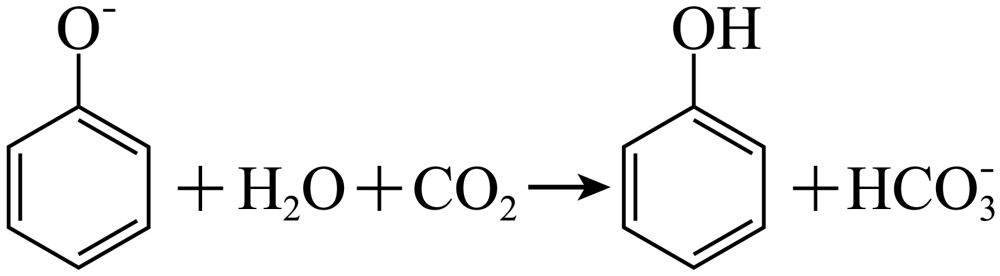 O⁻ + H₂O + CO₂ → OH + HCO₃⁻